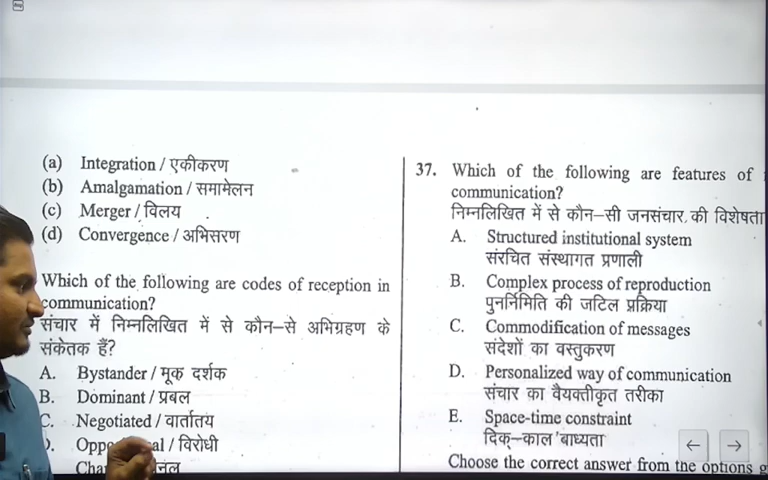 (a) Integration / एकीकरण
(b) Amalgamation / समामेलन
(c) Merger / विलय
(d) Convergence / अभिसरण
Which of the following are codes of reception in
communication?
संचार में निम्नलिखित में से कौन–से अभिग्रहण के
संकेतक हैं?
A. Bystander / मूक दर्शक
B. Dominant / प्रबल
C. Negotiated / वार्तातय
al / विरोधी
37. Which of the following are features of
communication?
निम्नलिखित में से कौन–सी जनसंचार की विशेषता
A. Structured institutional system
संरचित संस्थागत प्रणाली
B. Complex process of reproduction
पुनर्निमिति की जटिल प्रक्रिया
C. Commodification of messages
संदेशों का वस्तुकरण
D. Personalized way of communication
संचार का वैयक्तीकृत तरीका
E. Space-time constraint
दिक्–काल बाध्यता
Choose the correct answer from the options